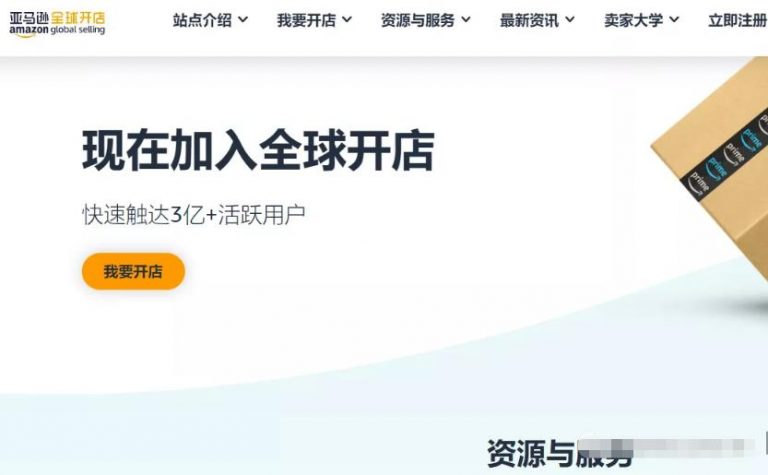 亚马逊全球开店
amazon global selling
站点介绍 我要开店 资源与服务 最新资讯 卖家大学 立即注册
现在加入全球开店
快速触达3亿+活跃用户
我要开店
prime
prime
prime
prime
资源与服务